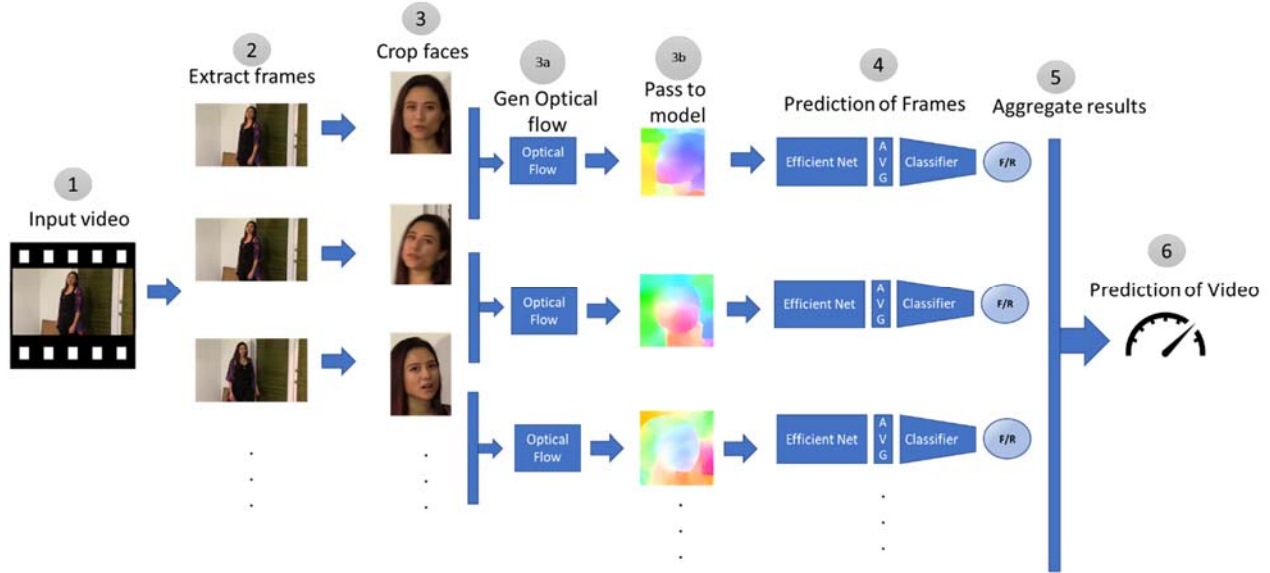 1
Input video
2
Extract frames
3
Crop faces
3a
Gen Optical
flow
3b
Pass to
model
4
Prediction of Frames
5
Aggregate results
6
Prediction of Video
Optical
Flow
Efficient Net
A
V
G
Classifier
F/R
Optical
Flow
Efficient Net
A
V
G
Classifier
F/R
Optical
Flow
Efficient Net
A
V
G
Classifier
F/R